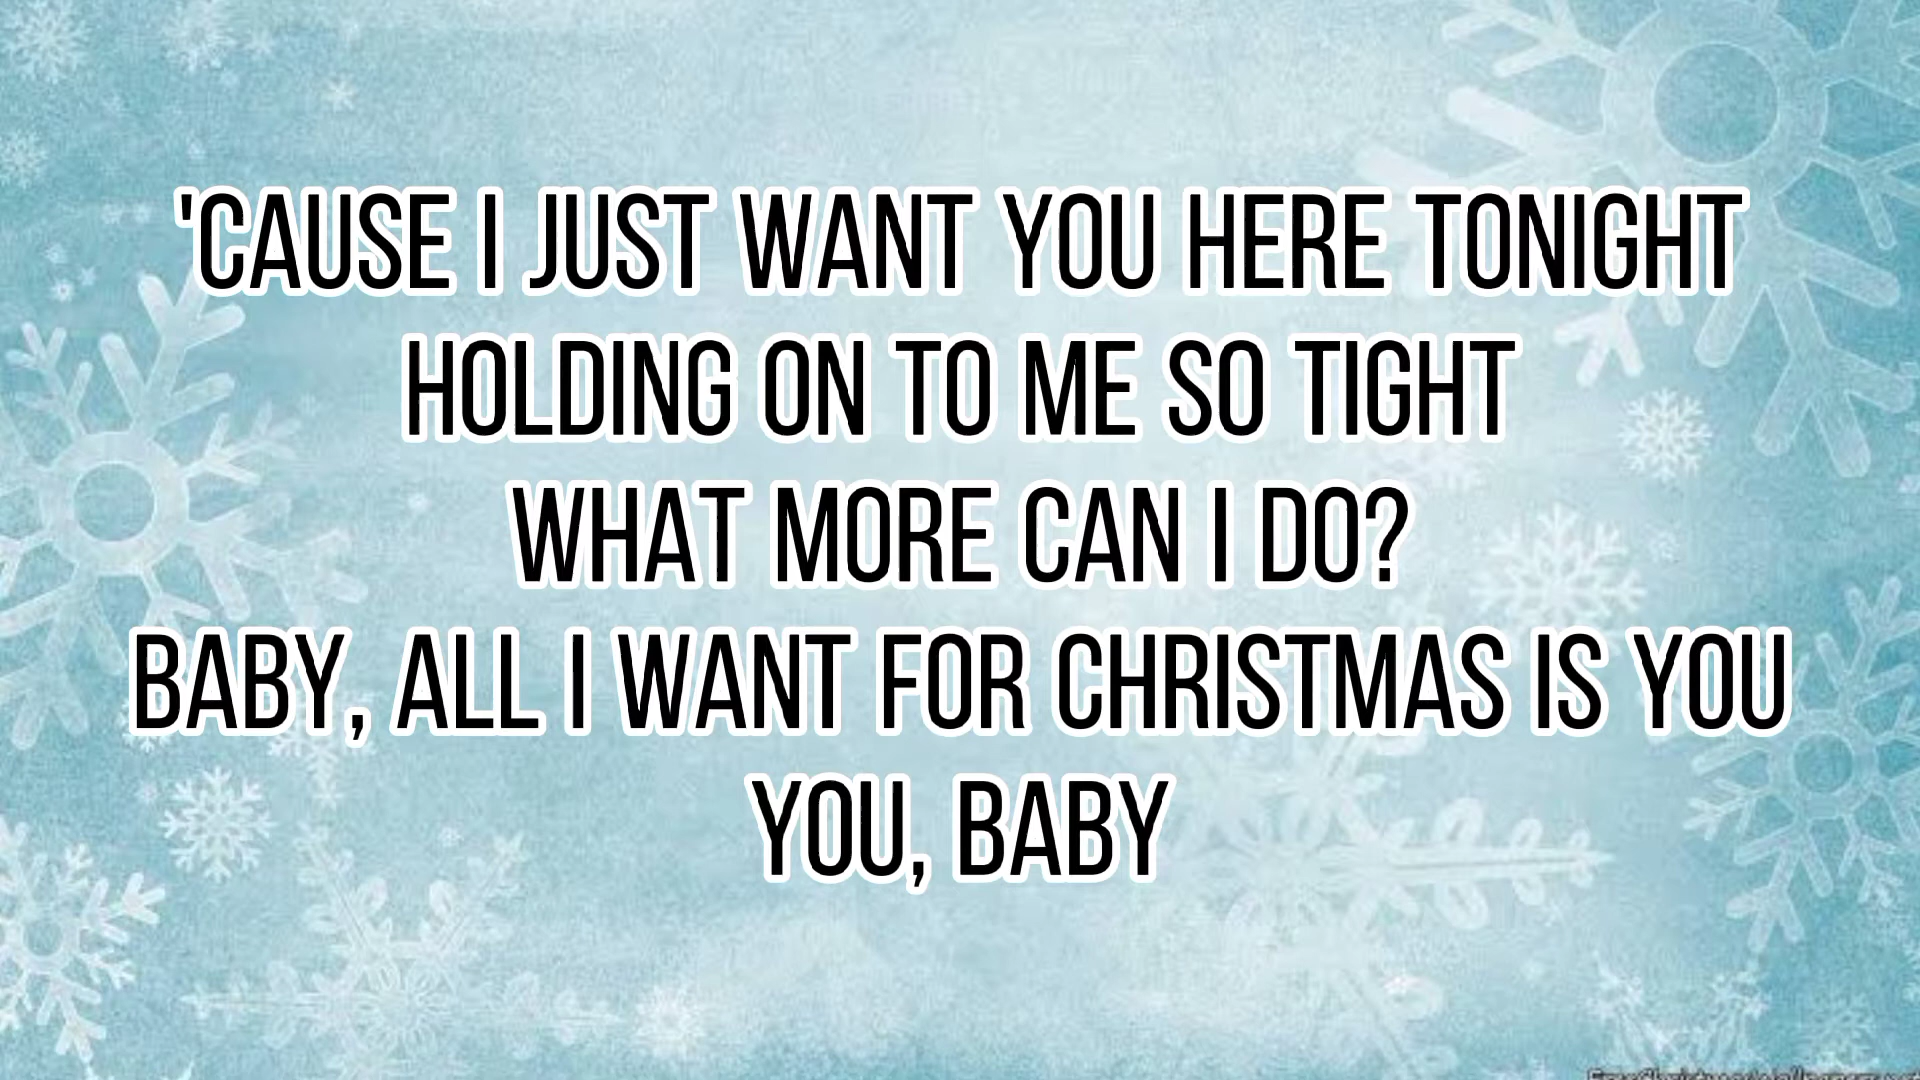 'CAUSE I JUST WANT YOU HERE TONIGHT
HOLDING ON TO ME SO TIGHT
WHAT MORE CAN I DO?
BABY, ALL I WANT FOR CHRISTMAS IS YOU
YOU, BABY